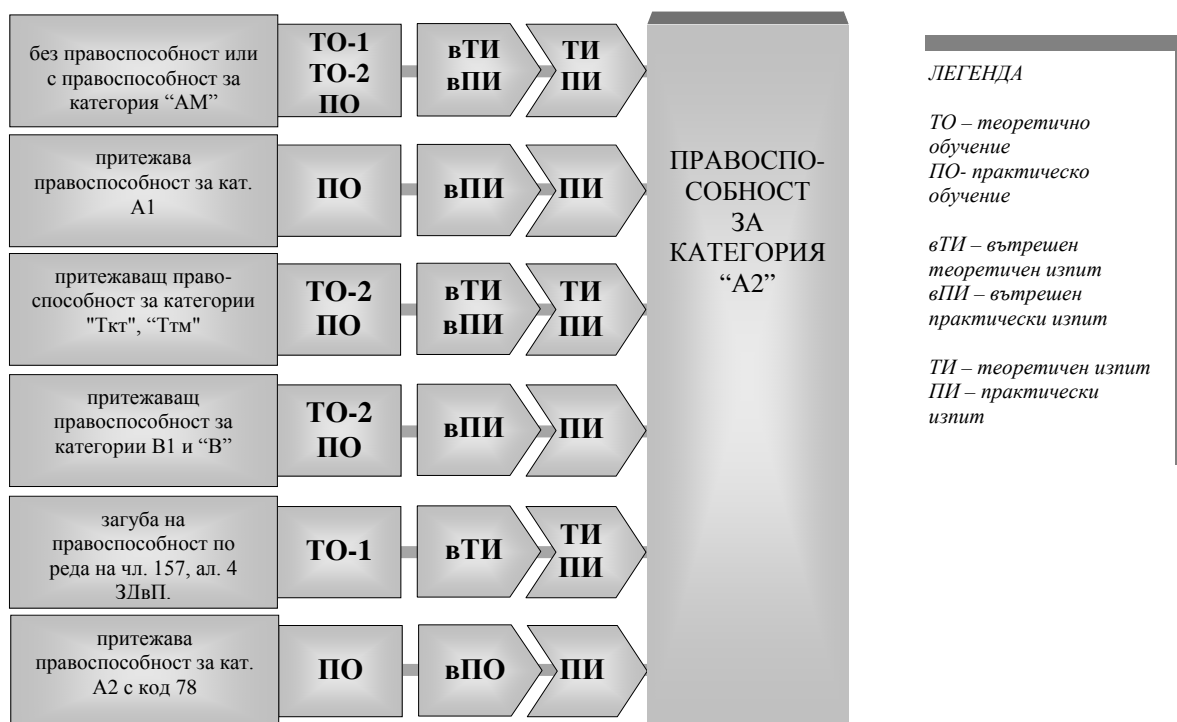 без правоспособност или
с правоспособност за
категория “АМ”
ТО-1
ТО-2
ПО
вТИ
вПИ
ТИ
ПИ
притежава
правоспособност за кат.
А1
ПО
вПИ
ПИ
притежаващ право-
способност за категории
"Ткт", “Ттм"
ТО-2
ПО
вТИ
вПИ
ТИ
ПИ
притежаващ
правоспособност за
категории В1 и “В”
ТО-2
ПО
вПИ
ПИ
загуба на
правоспособност по
реда на чл. 157, ал. 4
ЗДвП.
ТО-1
вТИ
ТИ
ПИ
притежава
правоспособност за кат.
А2 с код 78
ПО
вПО
ПИ
ПРАВОСПО-
СОБНОСТ
ЗА
КАТЕГОРИЯ
“А2”
ЛЕГЕНДА
ТО – теоретично
обучение
ПО- практическо
обучение
вТИ – вътрешен
теоретичен изпит
вПИ – вътрешен
практически изпит
ТИ – теоретичен изпит
ПИ – практически
изпит